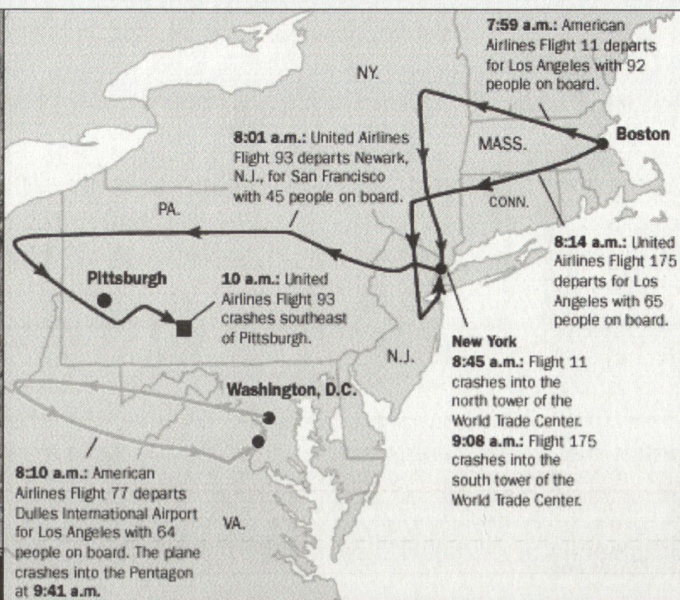 7:59 a.m.: American
Airlines Flight 11 departs
for Los Angeles with 92
people on board.
NY.
MASS.
Boston
8:01 a.m.: United Airlines
Flight 93 departs Newark,
N.J., for San Francisco
with 45 people on board.
CONN.
PA.
8:14 a.m.: United
Airlines Flight 175
departs for Los
Angeles with 65
people on board.
Pittsburgh
10 a.m.: United
Airlines Flight 93
crashes southeast
of Pittsburgh.
N.J.
New York
8:45 a.m.: Flight 11
crashes into the
north tower of the
World Trade Center.
9:08 a.m.: Flight 175
crashes into the
south tower of the
World Trade Center.
Washington, D.C.
8:10 a.m.: American
Airlines Flight 77 departs
Dulles International Airport
for Los Angeles with 64
people on board. The plane
crashes into the Pentagon
at 9:41 a.m.
VA.